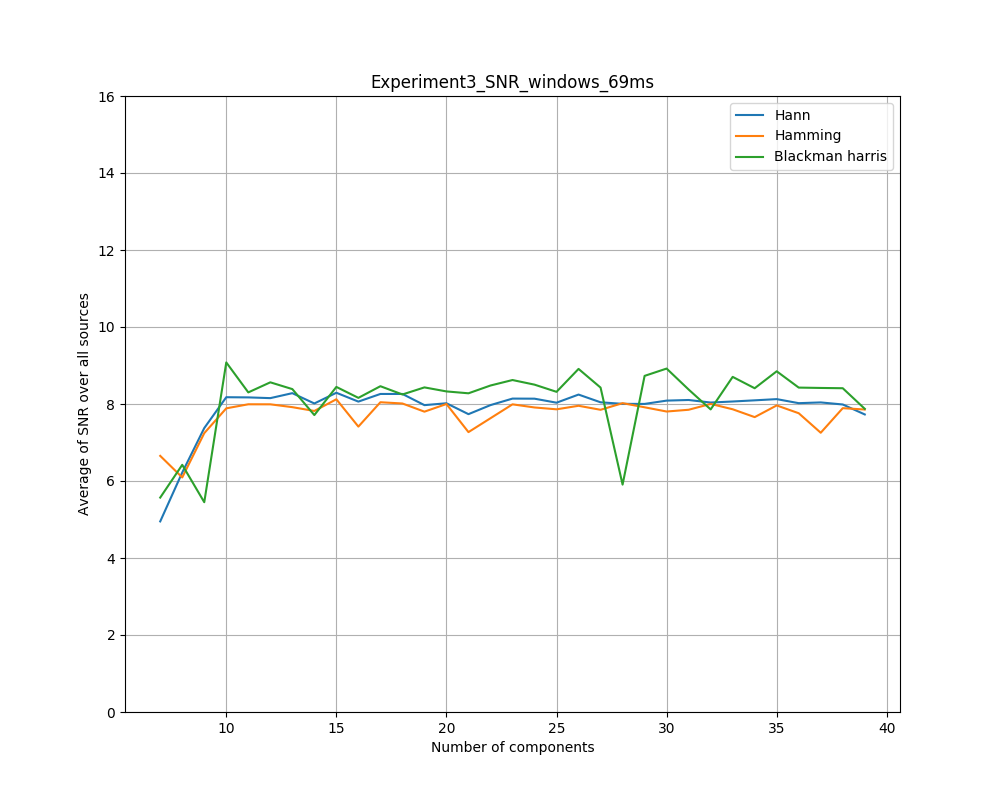 Experiment3_SNR_windows_69ms
Hann
Hamming
Blackman harris
Average of SNR over all sources
16
14
12
10
8
6
4
2
0
10 15 20 25 30 35 40
Number of components